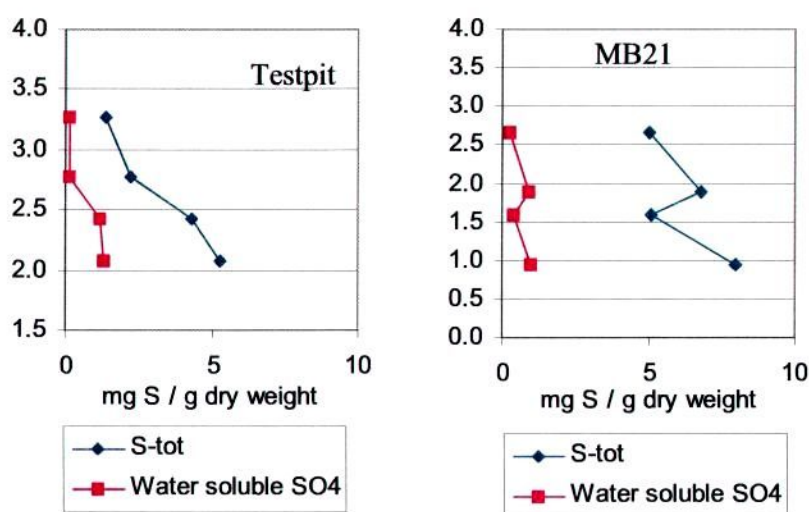 Testpit
4.0
3.5
3.0
2.5
2.0
1.5
0
5
10
mg S / g dry weight
S-tot
Water soluble SO4
MB21
4.0
3.5
3.0
2.5
2.0
1.5
1.0
0.5
0.0
0
5
10
mg S / g dry weight
S-tot
Water soluble SO4